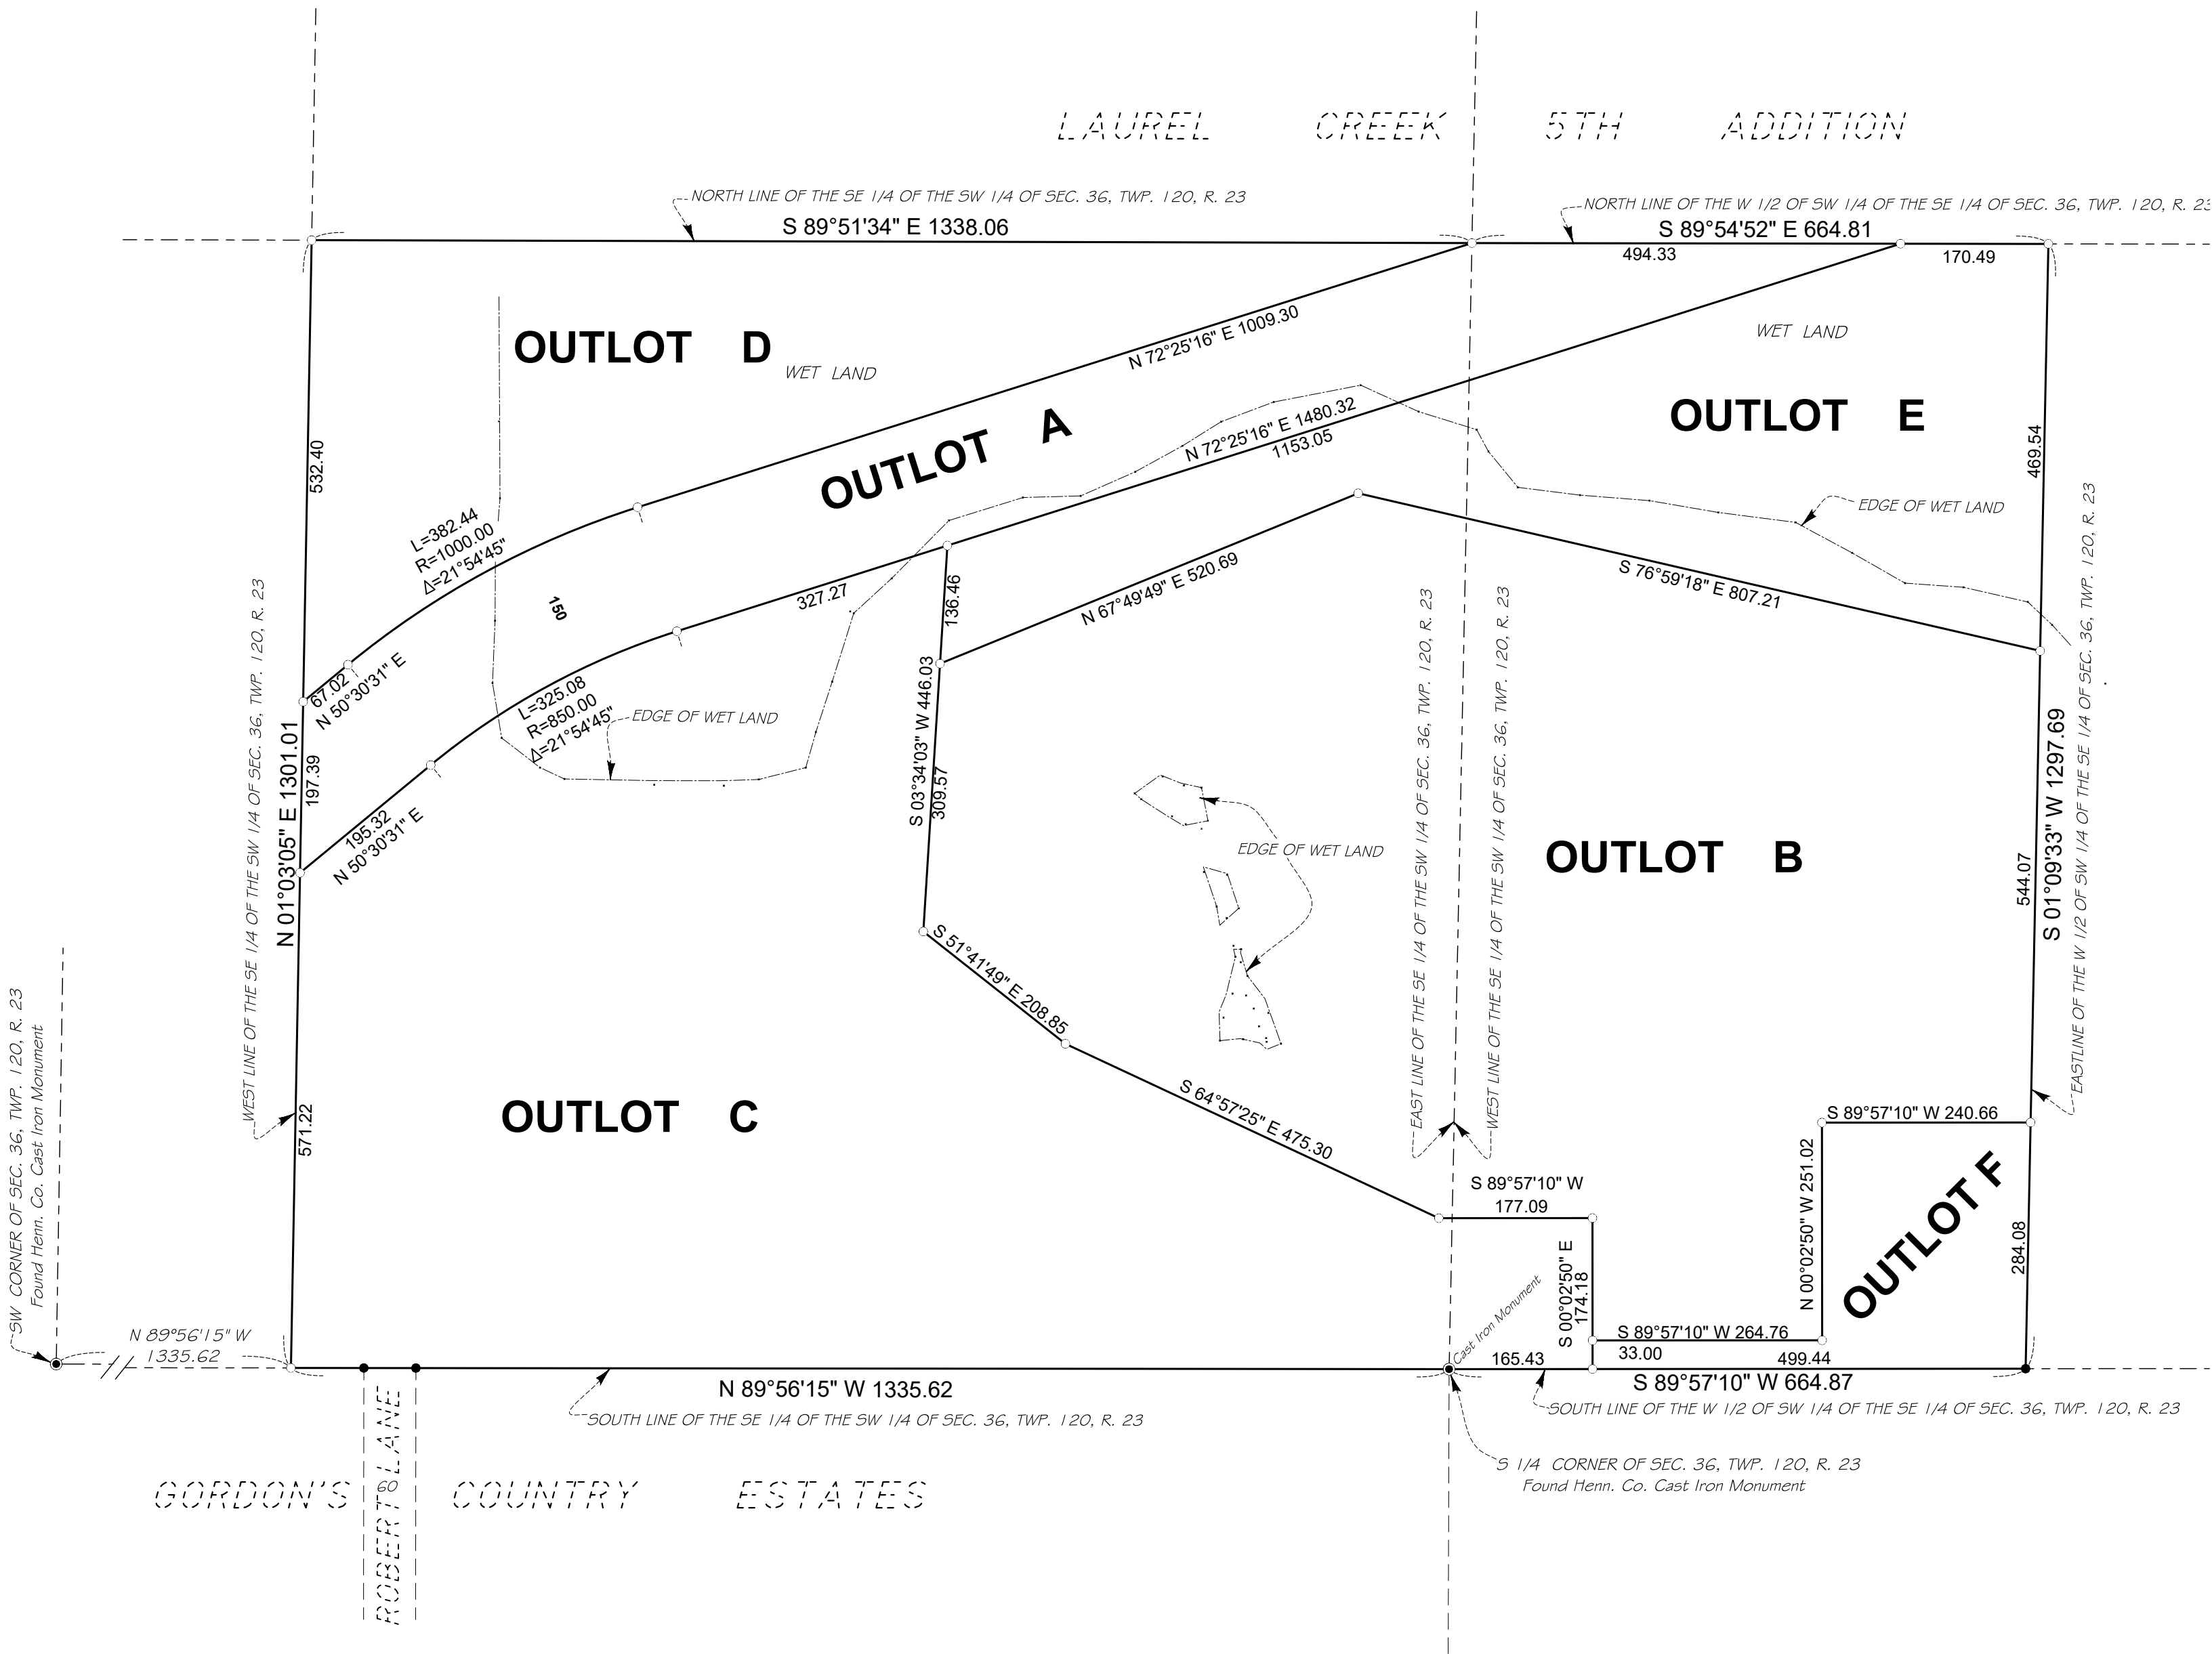 LAUREL CREEK 5TH ADDITION
NORTH LINE OF THE SE 1/4 OF THE SW 1/4 OF SEC. 36, TWP. 120, R. 23
S 89°51'34" E 1338.06
NORTH LINE OF THE W 1/2 OF SW 1/4 OF THE SE 1/4 OF SEC. 36, TWP. 120, R. 23
S 89°54'52" E 664.81
494.33
170.49
OUTLOT D
WET LAND
N 72°25'16" E 1009.30
OUTLOT A
N 72°25'16" E 1480.32
1153.05
WET LAND
OUTLOT E
532.40
469.54
EDGE OF WET LAND
L=382.44
R=1000.00
Δ=21°54'45"
150
327.27
136.46
N 67°49'49" E 520.69
S 76°59'18" E 807.21
67.02
N 50°30'31" E
L=325.08
R=850.00
Δ=21°54'45"
EDGE OF WET LAND
S 03°34'03" W 446.03
309.57
WEST LINE OF THE SE 1/4 OF THE SW 1/4 OF SEC. 36, TWP. 120, R. 23
N 01°03'05" E 1301.01
197.39
195.32
N 50°30'31" E
EDGE OF WET LAND
EAST LINE OF THE SE 1/4 OF THE SW 1/4 OF SEC. 36, TWP. 120, R. 23
WEST LINE OF THE SE 1/4 OF THE SW 1/4 OF SEC. 36, TWP. 120, R. 23
OUTLOT B
544.07
S 01°09'33" W 1297.69
EASTLINE OF THE W 1/2 OF SW 1/4 OF THE SE 1/4 OF SEC. 36, TWP. 120, R. 23
S 51°41'49" E 208.85
S 64°57'25" E 475.30
OUTLOT C
571.22
S 89°57'10" W
177.09
S 00°02'50" E
174.18
S 89°57'10" W 240.66
N 00°02'50" W 251.02
OUTLOT F
284.08
SW CORNER OF SEC. 36, TWP. 120, R. 23
Found Henn. Co. Cast Iron Monument
N 89°56'15" W
1335.62
Cast Iron Monument
S 89°57'10" W 264.76
33.00
165.43
499.44
N 89°56'15" W 1335.62
S 89°57'10" W 664.87
SOUTH LINE OF THE SE 1/4 OF THE SW 1/4 OF SEC. 36, TWP. 120, R. 23
SOUTH LINE OF THE W 1/2 OF SW 1/4 OF THE SE 1/4 OF SEC. 36, TWP. 120, R. 23
S 1/4 CORNER OF SEC. 36, TWP. 120, R. 23
Found Henn. Co. Cast Iron Monument
GORDON'S COUNTRY ESTATES
60
ROBERT LANE